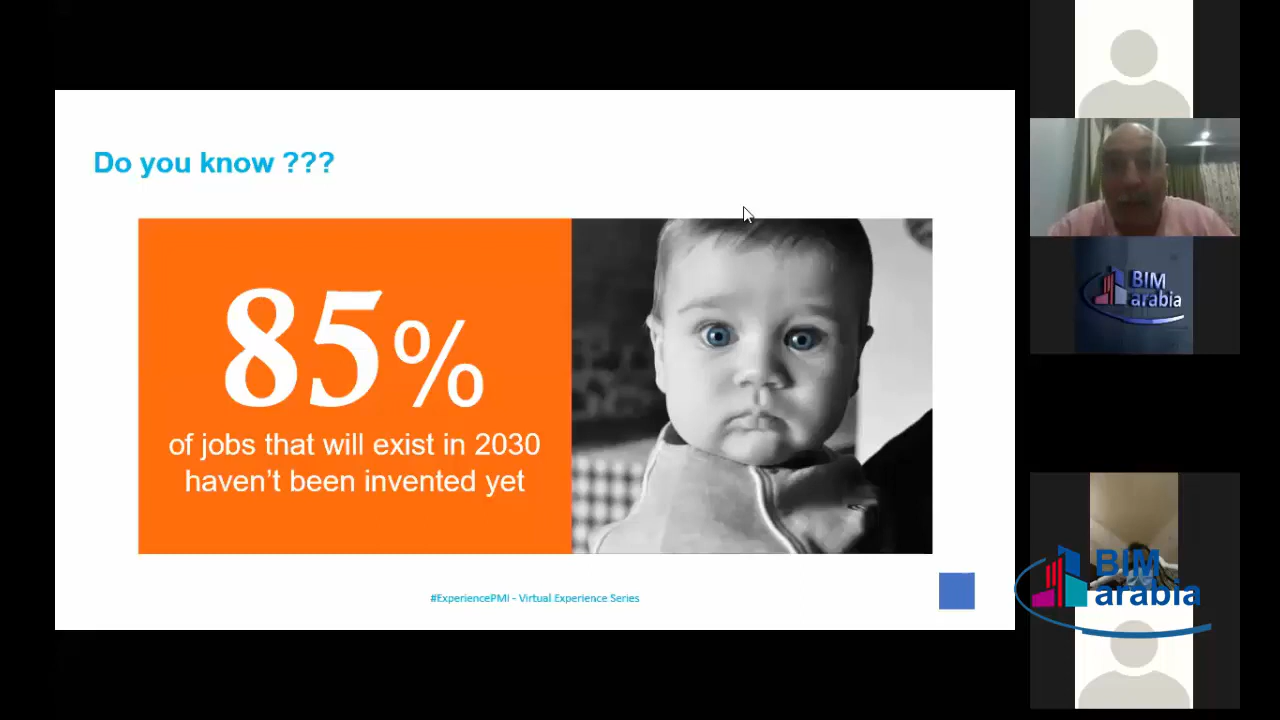 Do you know ???
85%
of jobs that will exist in 2030
haven't been invented yet
#ExperiencePMI - Virtual Experience Series
BIM
arabia
BIM
arabia